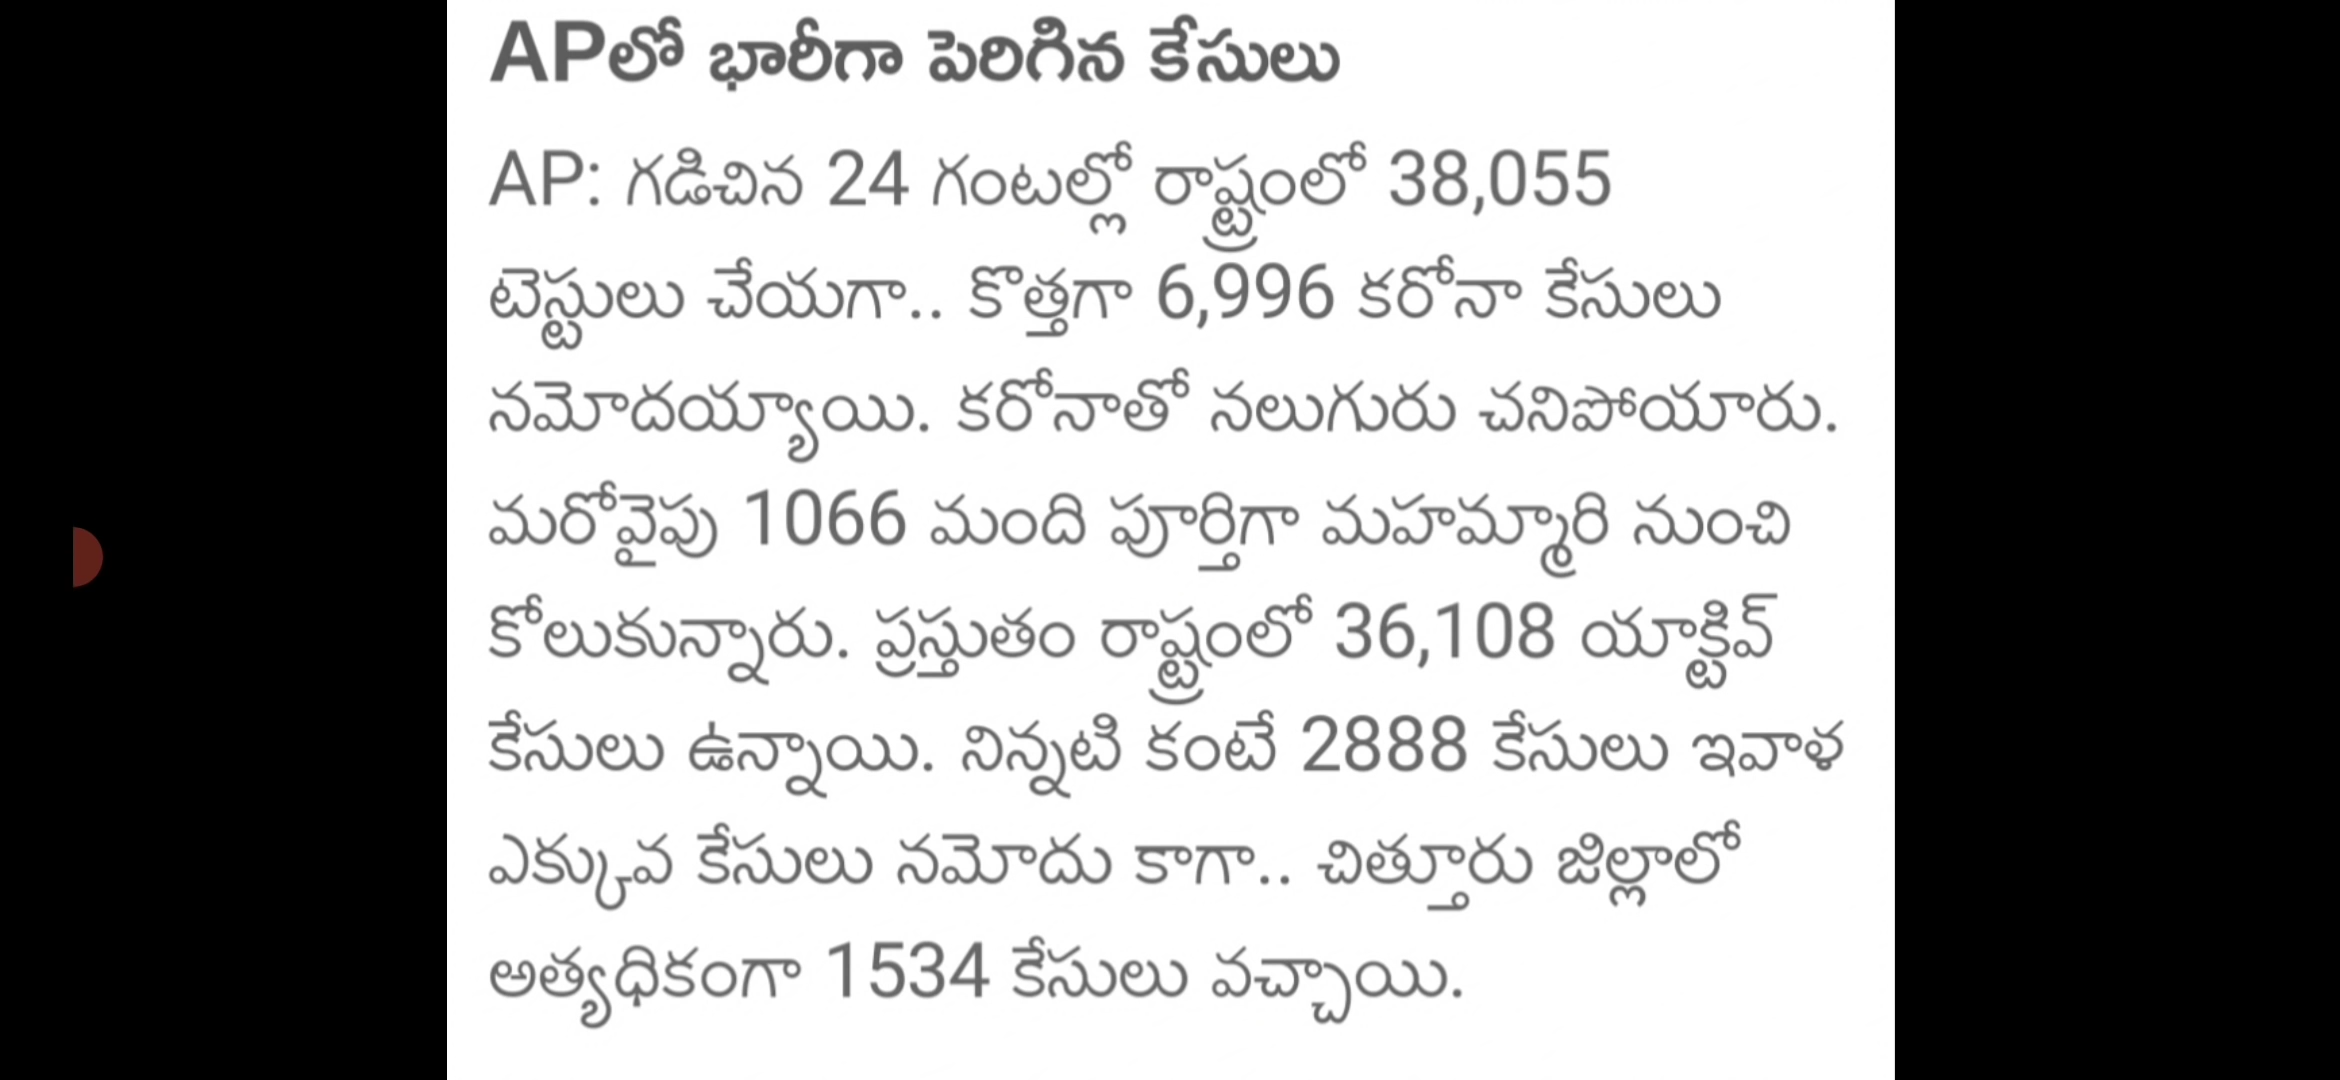 APలో భారీగా పెరిగిన కేసులు
AP: గడిచిన 24 గంటల్లో రాష్ట్రంలో 38,055
టెస్టులు చేయగా.. కొత్తగా 6,996 కరోనా కేసులు
నమోదయ్యాయి. కరోనాతో నలుగురు చనిపోయారు.
మరోవైపు 1066 మంది పూర్తిగా మహమ్మారి నుంచి
కోలుకున్నారు. ప్రస్తుతం రాష్ట్రంలో 36,108 యాక్టివ్
కేసులు ఉన్నాయి. నిన్నటి కంటే 2888 కేసులు ఇవాళ
ఎక్కువ కేసులు నమోదు కాగా.. చిత్తూరు జిల్లాలో
అత్యధికంగా 1534 కేసులు వచ్చాయి.